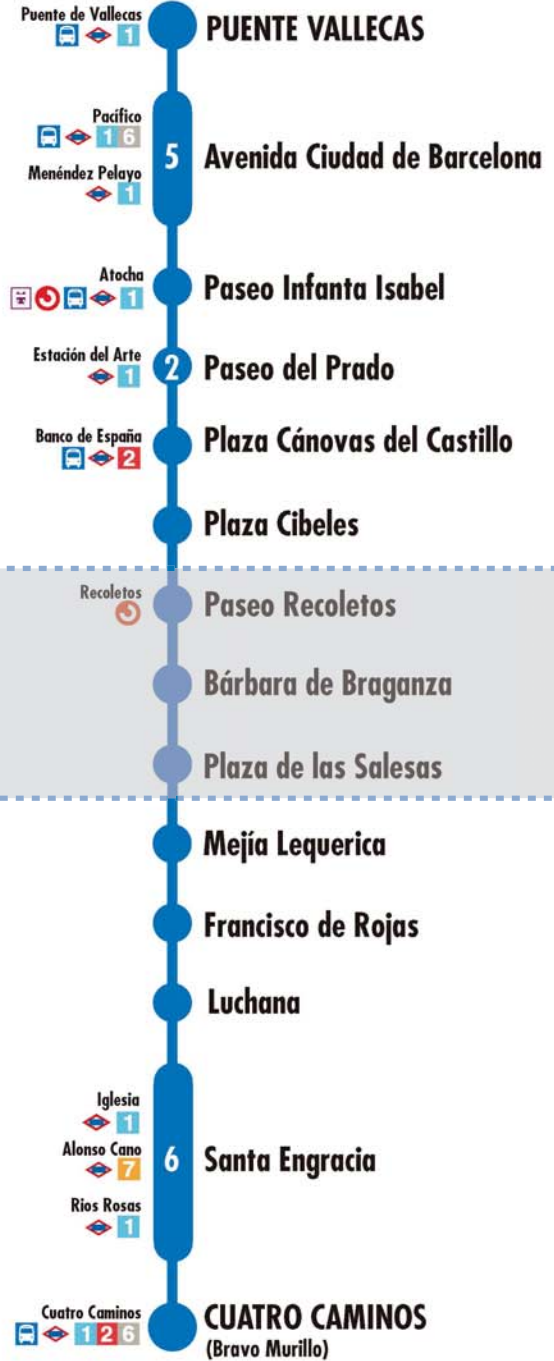 Puente de Vallecas
1
PUENTE VALLECAS
Pacífico
1 6
Menéndez Pelayo
1
5
Avenida Ciudad de Barcelona
Atocha
1
Paseo Infanta Isabel
Estación del Arte
1
2
Paseo del Prado
Banco de España
2
Plaza Cánovas del Castillo
Plaza Cibeles
Recoletos
Paseo Recoletos
Bárbara de Braganza
Plaza de las Salesas
Mejía Lequerica
Francisco de Rojas
Luchana
Iglesia
1
Alonso Cano
7
Rios Rosas
1
6
Santa Engracia
Cuatro Caminos
1 2 6
CUATRO CAMINOS
(Bravo Murillo)